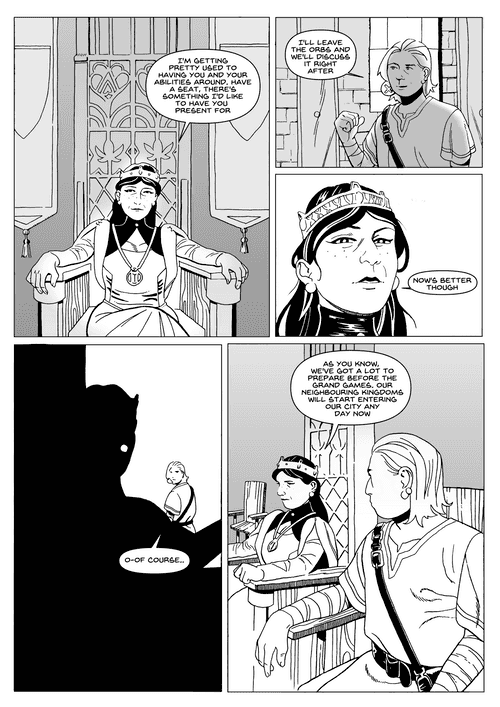 I'M GETTING
PRETTY USED TO
HAVING YOU AND YOUR
ABILITIES AROUND, HAVE
A SEAT, THERE'S
SOMETHING I'D LIKE
TO HAVE YOU
PRESENT FOR
I'LL LEAVE
THE ORBS AND
WE'LL DISCUSS
IT RIGHT
AFTER
NOW'S BETTER
THOUGH
O-OF COURSE...
AS YOU KNOW,
WE'VE GOT A LOT TO
PREPARE BEFORE THE
GRAND GAMES, OUR
NEIGHBOURING KINGDOMS
WILL START ENTERING
OUR CITY ANY
DAY NOW